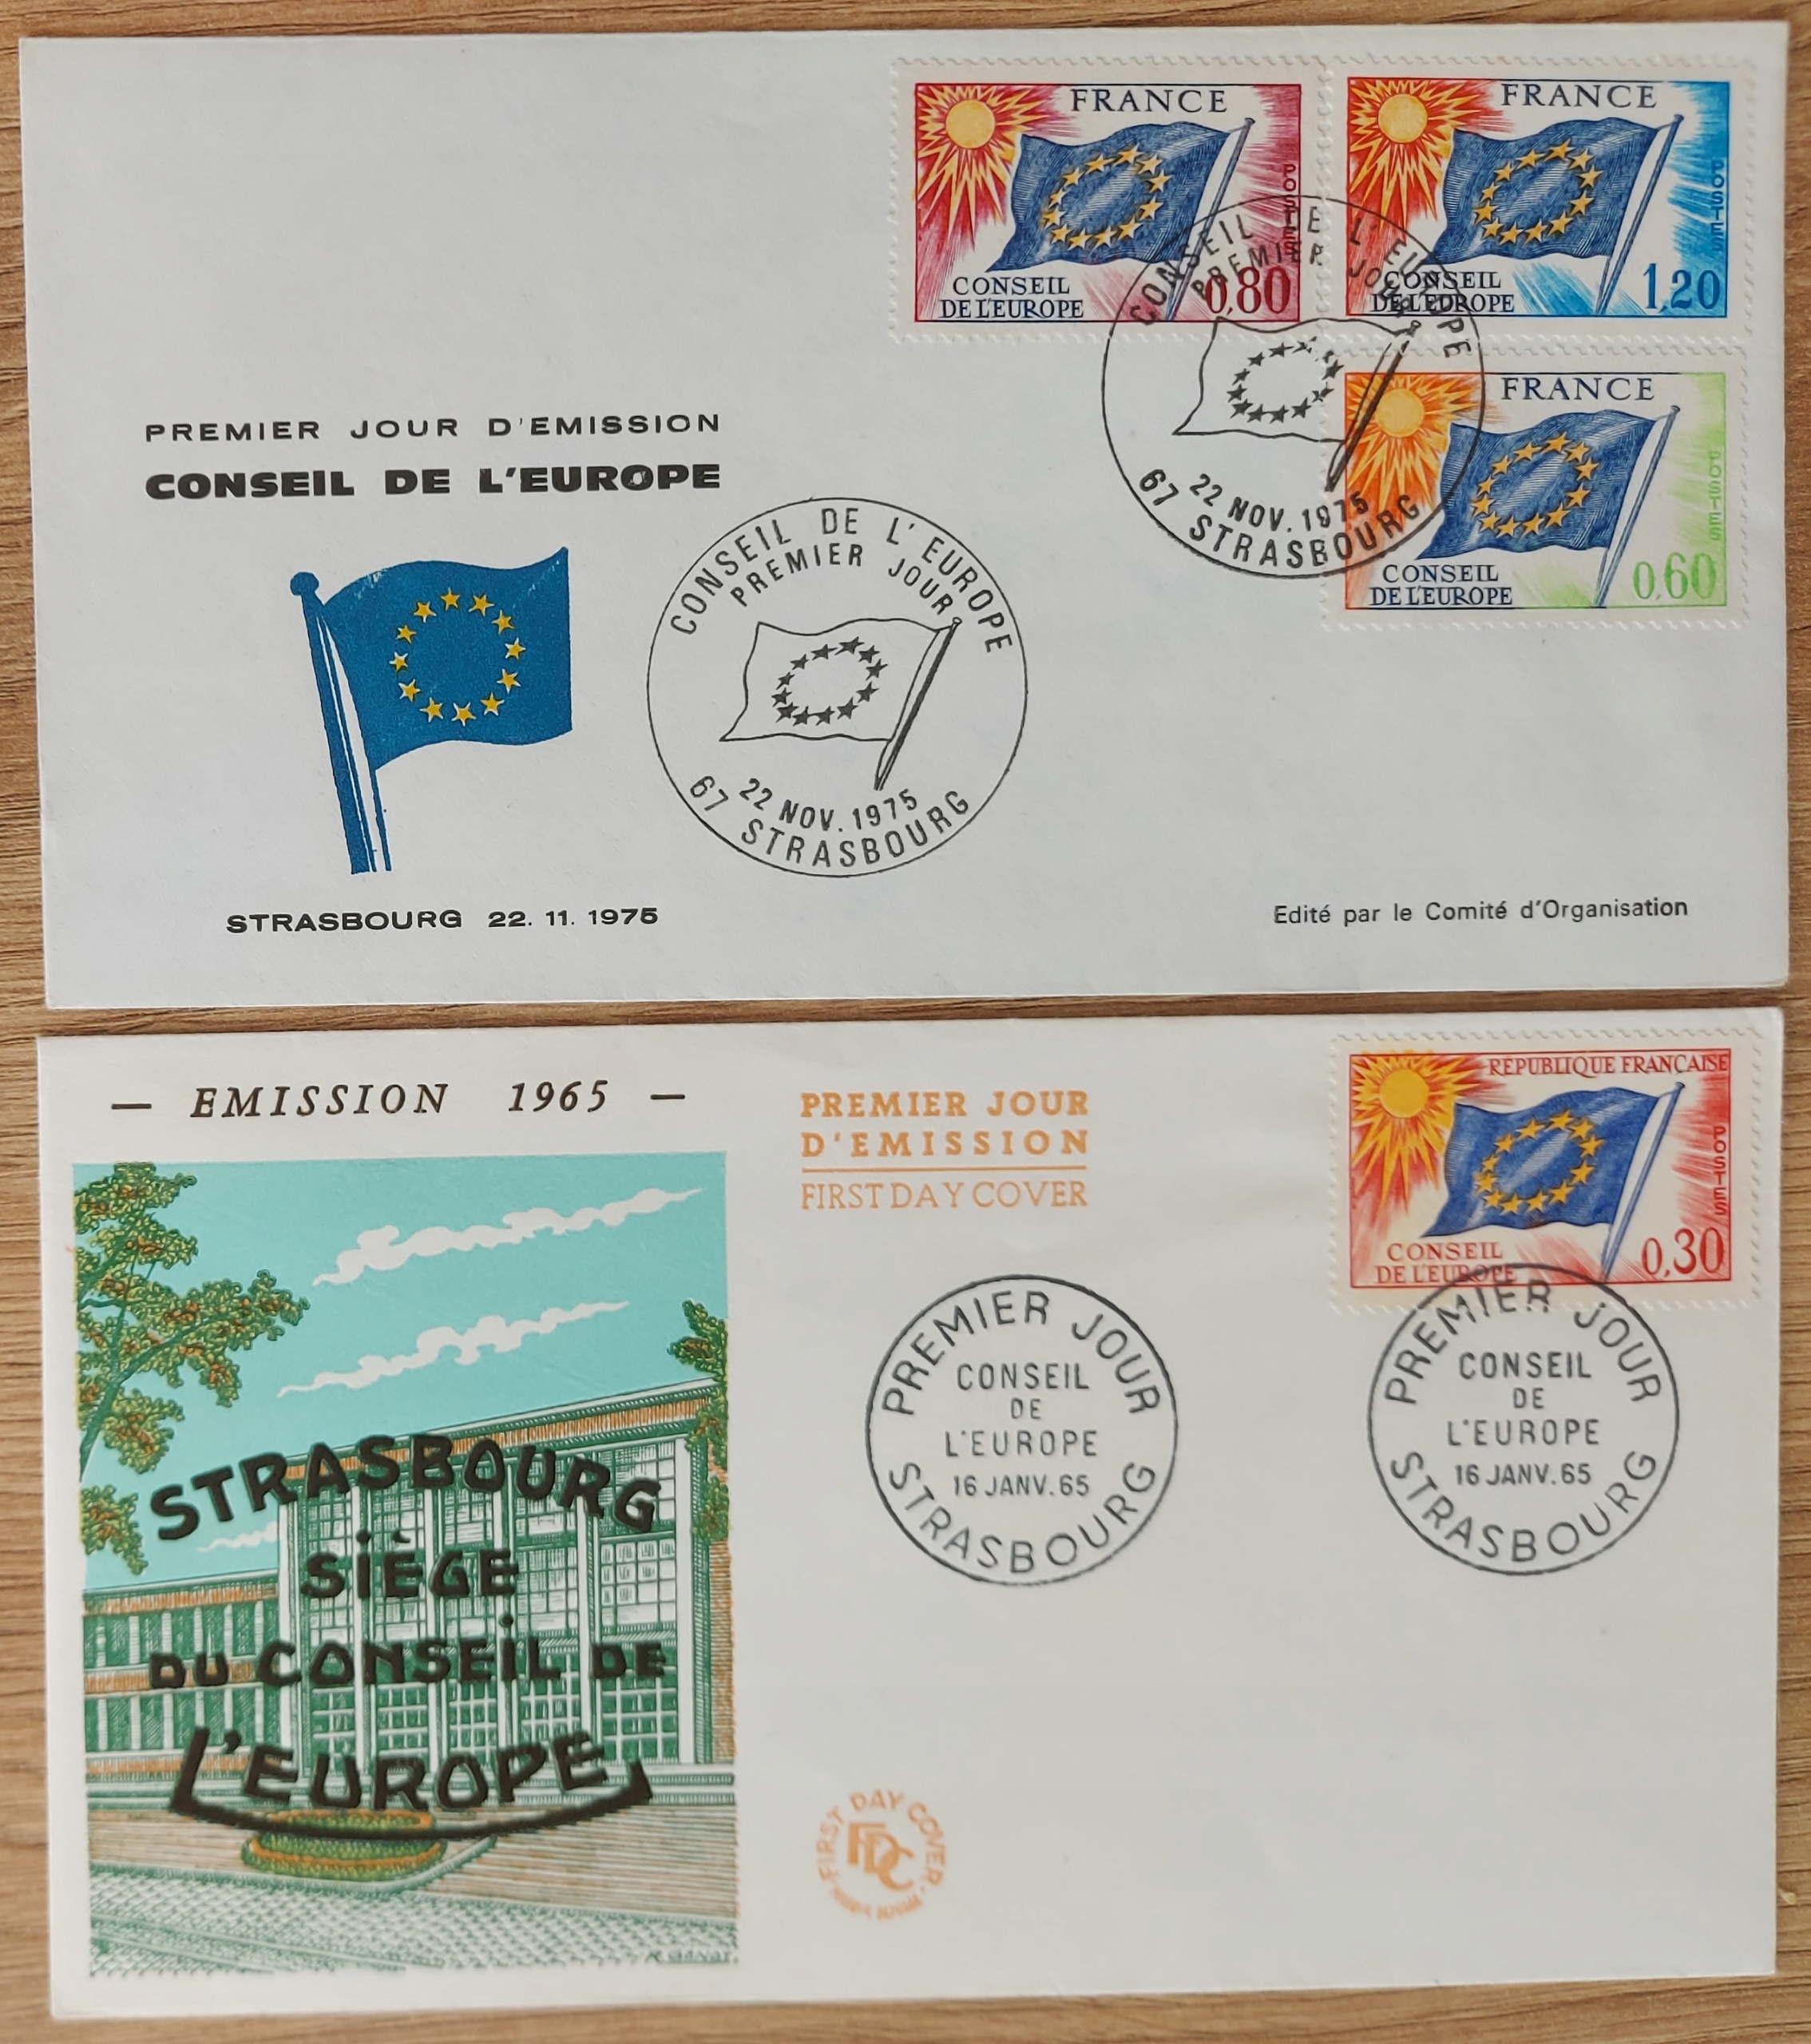 FRANCE
POSTES
CONSEIL
DE L'EUROPE
0,80
FRANCE
POSTES
CONSEIL
DE L'EUROPE
1,20
FRANCE
POSTES
CONSEIL
DE L'EUROPE
0,60
CONSEIL DE L'EUROPE
PREMIER JOUR
22 NOV. 1975
67 STRASBOURG
PREMIER JOUR D'EMISSION
CONSEIL DE L'EUROPE
CONSEIL DE L'EUROPE
PREMIER JOUR
22 NOV. 1975
67 STRASBOURG
STRASBOURG 22. 11. 1975
Edité par le Comité d'Organisation
— EMISSION 1965 —
PREMIER JOUR
D'EMISSION
FIRST DAY COVER
RÉPUBLIQUE FRANÇAISE
POSTES
CONSEIL
DE L'EUROPE
0,30
PREMIER JOUR
CONSEIL
DE
L'EUROPE
16 JANV. 65
STRASBOURG
PREMIER JOUR
CONSEIL
DE
L'EUROPE
16 JANV. 65
STRASBOURG
STRASBOURG
SIÈGE
DU CONSEIL DE
L'EUROPE
FIRST DAY COVER
FDC